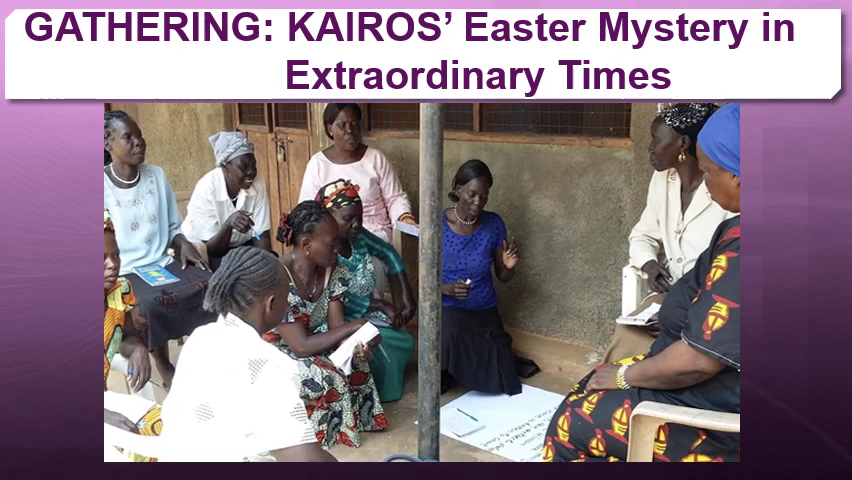 GATHERING: KAIROS’ Easter Mystery in
Extraordinary Times